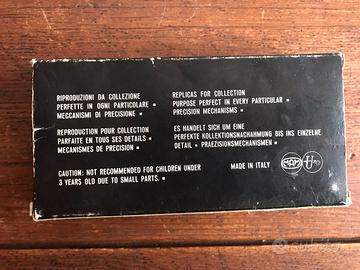 RIPRODUZIONI DA COLLEZIONE
PERFETTE IN OGNI PARTICOLARE
MECCANISMI DI PRECISIONE.
REPLICAS FOR COLLECTION
PURPOSE PERFECT IN EVERY PARTICULAR
PRECISION MECHANISMS
REPRODUCTION POUR COLLECTION
PARFAITE EN TOUS SES DETAILS
MECANISMES DE PRECISION
ES HANDELT SICH UM EINE
PERFEKTE KOLLEKTIONSNACHAHMUNG BIS INS EINZELNE
DETAIL PRAEZISIONSMECHANISMEN
CAUTION: NOT RECOMMENDED FOR CHILDREN UNDER
3 YEARS OLD DUE TO SMALL PARTS.
MADE IN ITALY